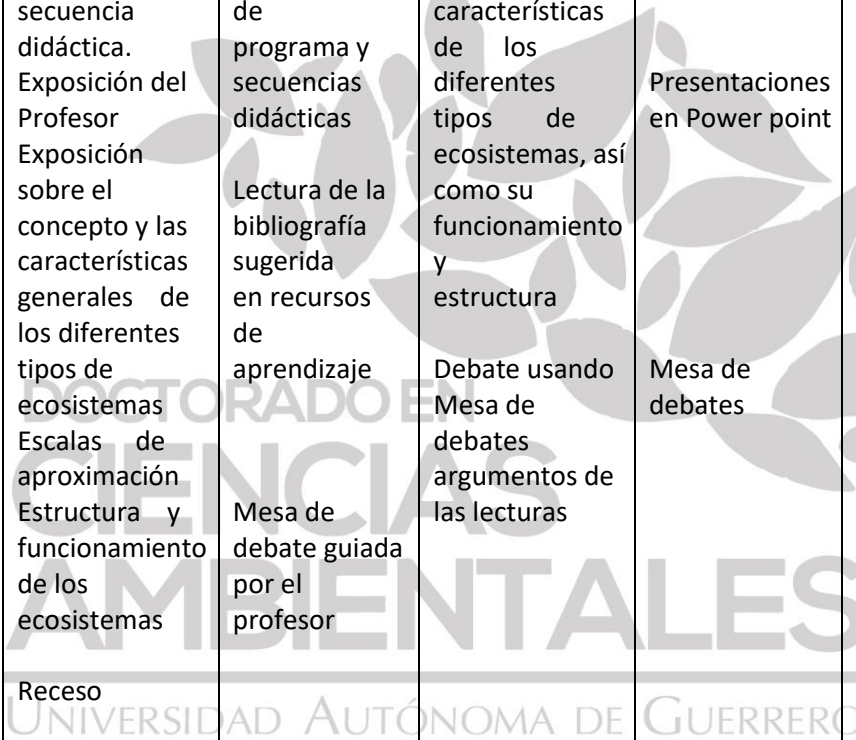 secuencia
didáctica.
Exposición del
Profesor
Exposición
sobre el
concepto y las
características
generales de
los diferentes
tipos de
ecosistemas
Escalas de
aproximación
Estructura y
funcionamiento
de los
ecosistemas
Receso
de
programa y
secuencias
didácticas
Lectura de la
bibliografía
sugerida
en recursos
de
aprendizaje
Mesa de
debate guiada
por el
profesor
características
de los
diferentes
tipos de
ecosistemas, así
como su
funcionamiento
y
estructura
Debate usando
Mesa de
debates
argumentos de
las lecturas
Presentaciones
en Power point
Mesa de
debates
DOCTORADO EN
CIENCIAS
AMBIENTALES
UNIVERSIDAD AUTÓNOMA DE GUERRERO